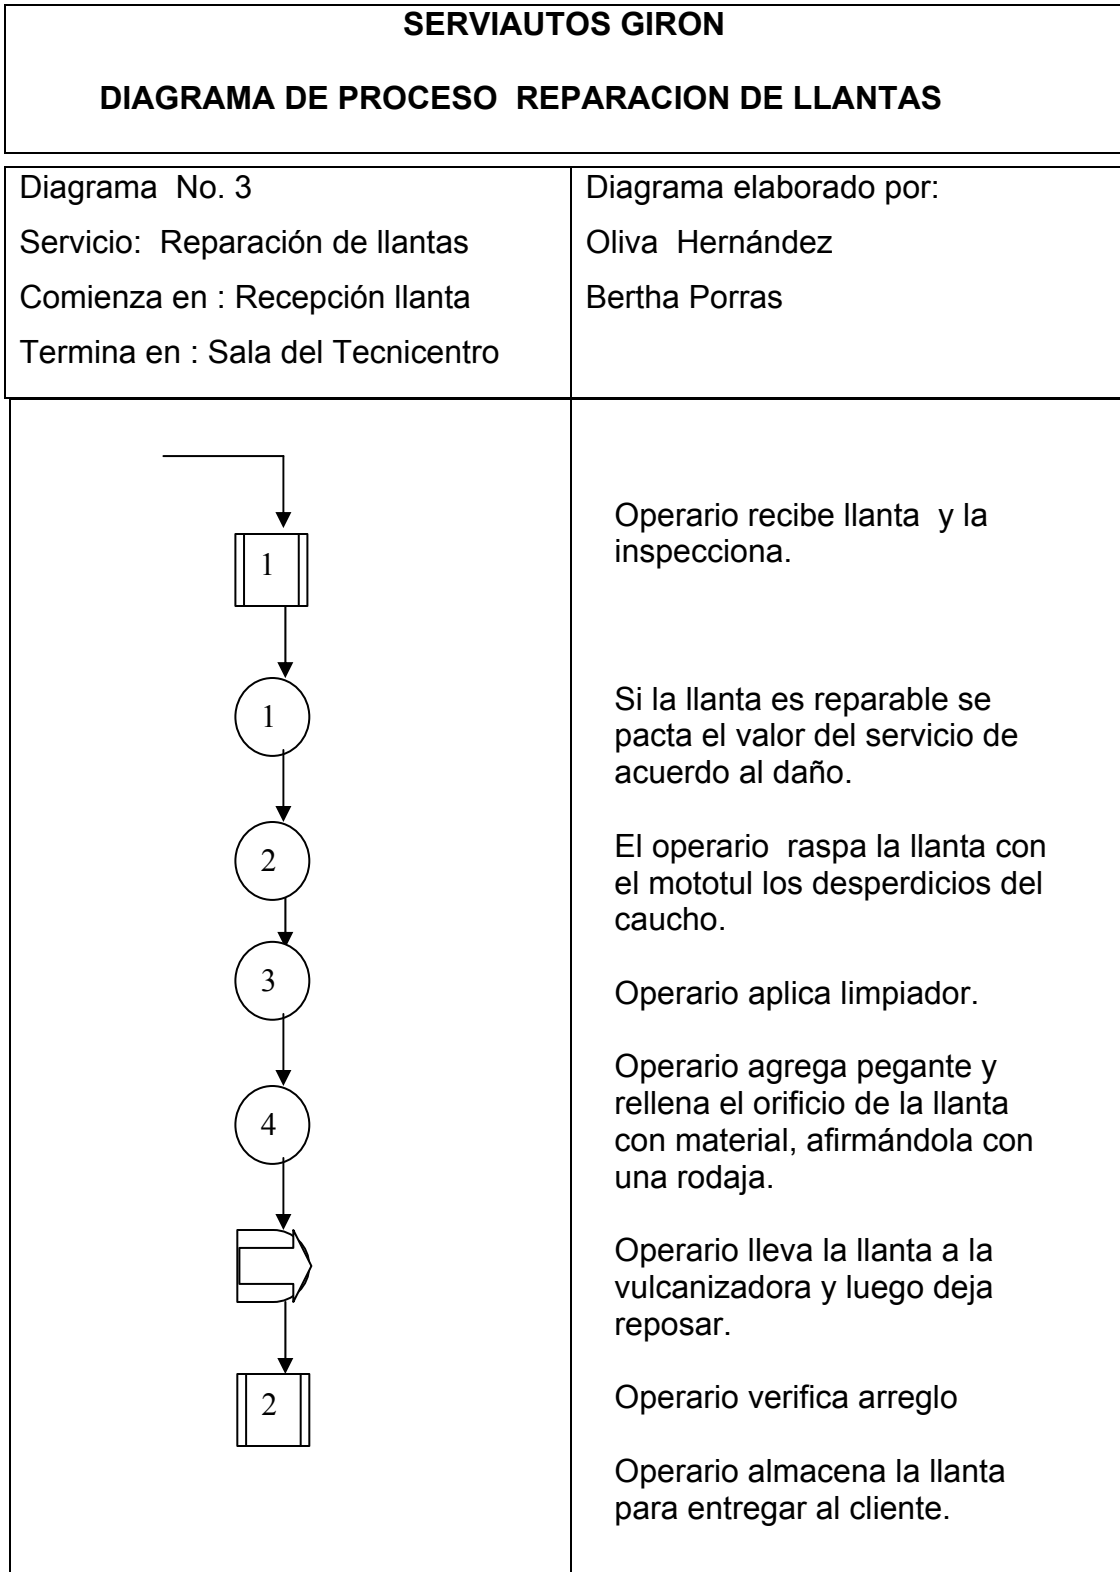 SERVIAUTOS GIRON
DIAGRAMA DE PROCESO  REPARACION DE LLANTAS
Diagrama  No. 3
Servicio:  Reparación de llantas
Comienza en : Recepción llanta
Termina en : Sala del Tecnicentro
Diagrama elaborado por:
Oliva  Hernández
Bertha Porras
1
Operario recibe llanta  y la
inspecciona.
1
Si la llanta es reparable se
pacta el valor del servicio de
acuerdo al daño.
2
El operario  raspa la llanta con
el mototul los desperdicios del
caucho.
3
Operario aplica limpiador.
4
Operario agrega pegante y
rellena el orificio de la llanta
con material, afirmándola con
una rodaja.
Operario lleva la llanta a la
vulcanizadora y luego deja
reposar.
2
Operario verifica arreglo
Operario almacena la llanta
para entregar al cliente.